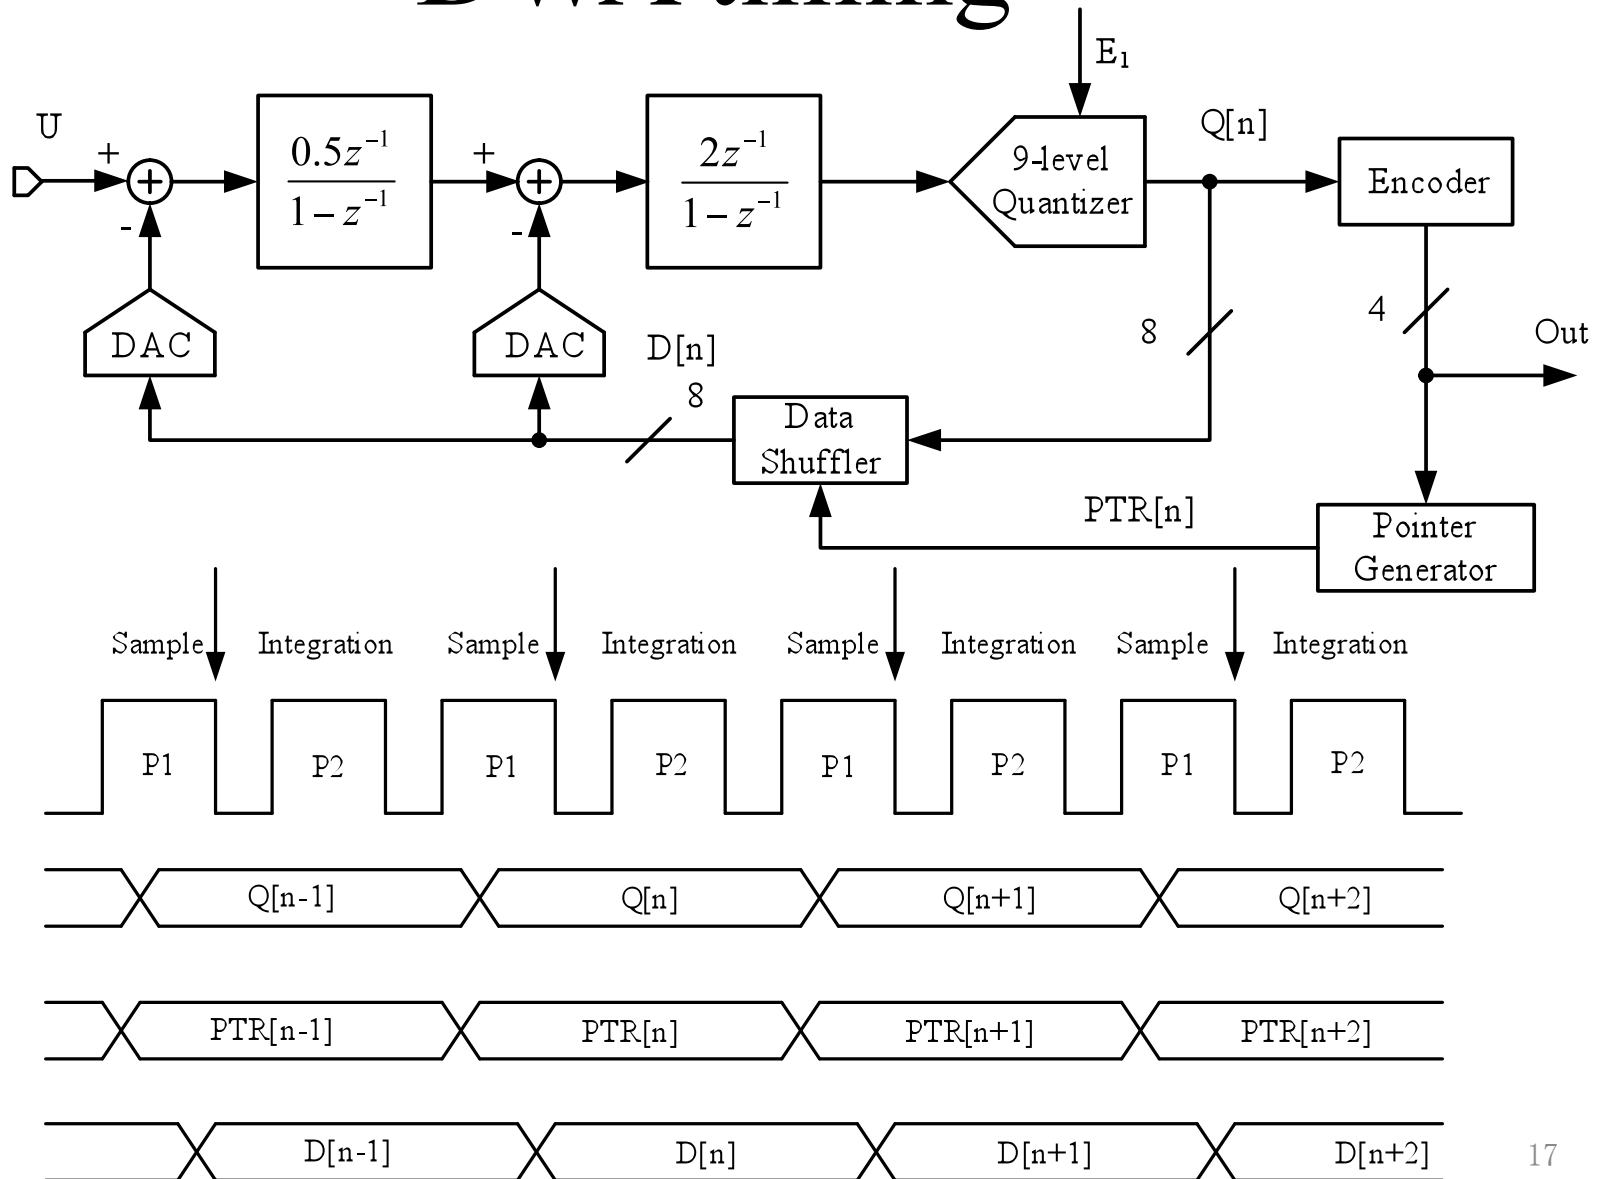 DWA timing
E1
U
+
0.5z^-1
1 - z^-1
+
2z^-1
1 - z^-1
9-level
Quantizer
Q[n]
Encoder
-
-
+
+
DAC
DAC
D[n]
8
8
4
Out
Data
Shuffler
PTR[n]
Pointer
Generator
Sample
Integration
Sample
Integration
Sample
Integration
Sample
Integration
P1
P2
P1
P2
P1
P2
P1
P2
Q[n-1]
Q[n]
Q[n+1]
Q[n+2]
PTR[n-1]
PTR[n]
PTR[n+1]
PTR[n+2]
D[n-1]
D[n]
D[n+1]
D[n+2]
17